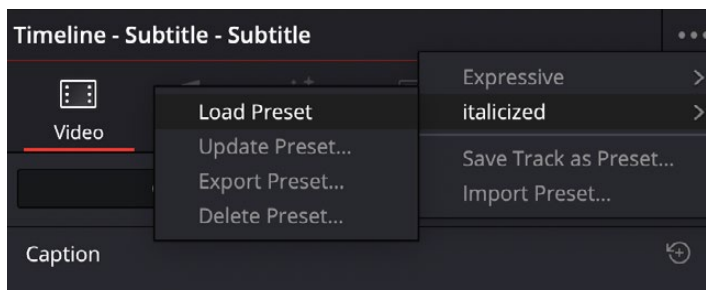 Timeline - Subtitle - Subtitle
Video
Load Preset
Update Preset...
Export Preset...
Delete Preset...
Expressive
italicized
Save Track as Preset...
Import Preset...
Caption